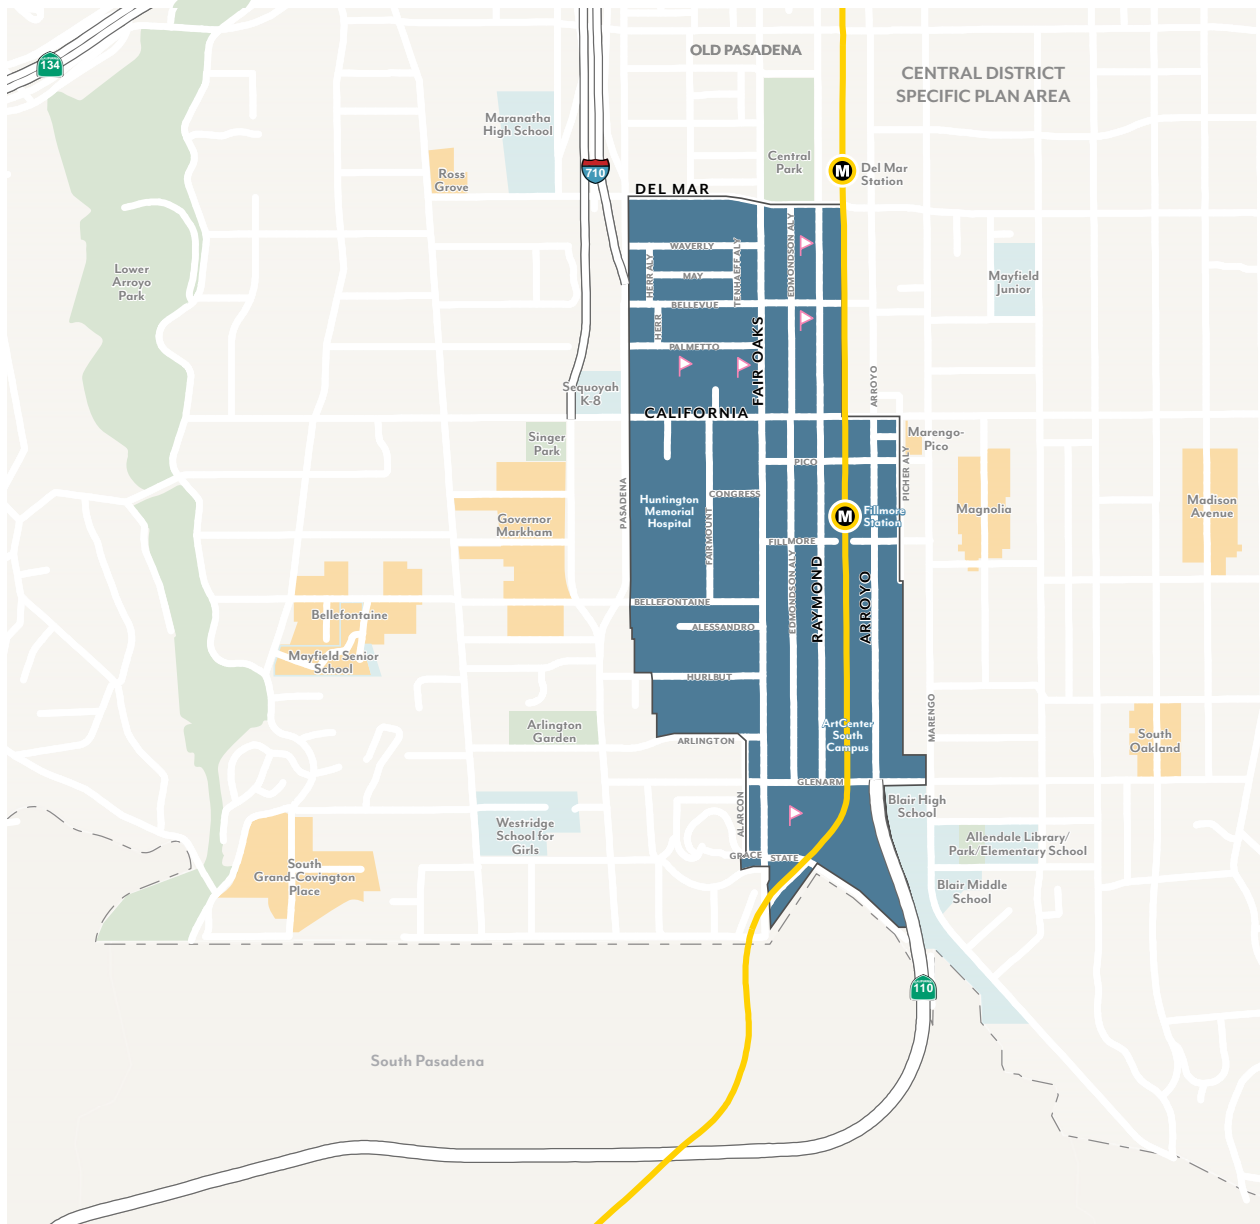 OLD PASADENA
CENTRAL DISTRICT
SPECIFIC PLAN AREA
134
Maranatha
High School
Central
Park
Del Mar
Station
M
Ross
Grove
710
DEL MAR
WAVERLY
EDMONDSON ALY
HERR ALY
TENHAEFF ALY
MAY
Lower
Arroyo
Park
Mayfield
Junior
BELLEVUE
HERR
FAIR OAKS
PALMETTO
Sequoyah
K-8
ARROYO
CALIFORNIA
Singer
Park
Marengo-
Pico
PICO
PICHER ALY
PASADENA
CONGRESS
Huntington
Memorial
Hospital
FAIRMOUNT
Governor
Markham
M
Fillmore
Station
Magnolia
Madison
Avenue
FILLMORE
EDMONDSON ALY
RAYMOND
ARROYO
BELLEFONTAINE
Bellefontaine
ALESSANDRO
Mayfield Senior
School
HURLBUT
MARENGO
Arlington
Garden
ArtCenter
South
Campus
South
Oakland
ARLINGTON
GLENARM
ALARCON
Blair High
School
Westridge
School for
Girls
Allendale Library/
Park/Elementary School
GRACE
STATE
South
Grand-Covington
Place
Blair Middle
School
110
South Pasadena